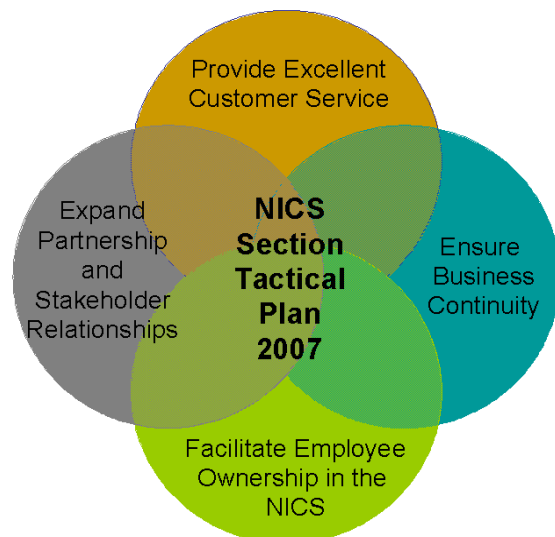 Provide Excellent
Customer Service
Expand
Partnership
and
Stakeholder
Relationships
NICS
Section
Tactical
Plan
2007
Ensure
Business
Continuity
Facilitate Employee
Ownership in the
NICS